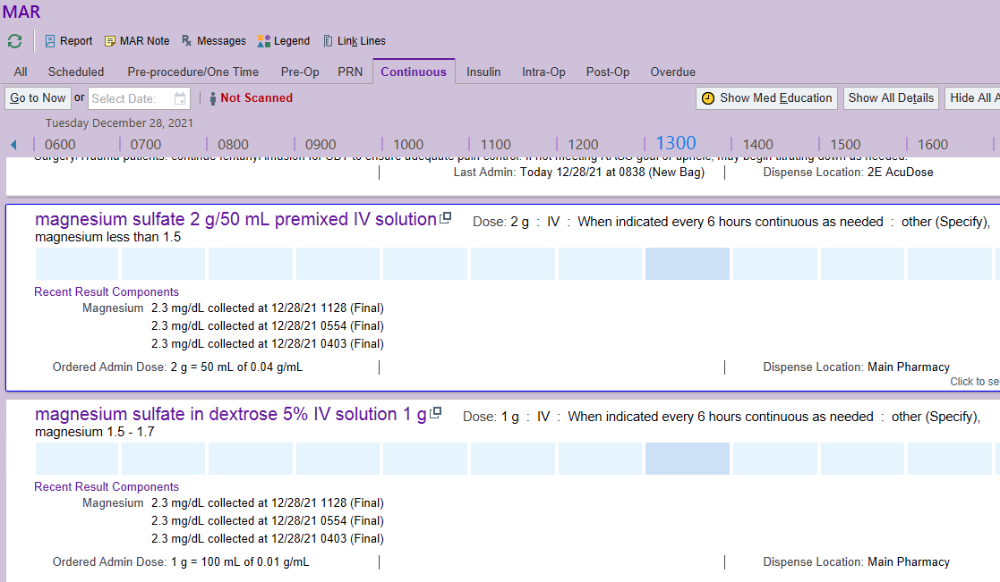 MAR
Report MAR Note Messages Legend Link Lines
All Scheduled Pre-procedure/One Time Pre-Op PRN Continuous Insulin Intra-Op Post-Op Overdue
Go to Now or Select Date: Not Scanned Show Med Education Show All Details Hide All
Tuesday December 28, 2021
0600 0700 0800 0900 1000 1100 1200 1300 1400 1500 1600
Surgery/Trauma patients: continue fentanyl infusion for SBT to ensure adequate pain control. If not meeting RASS goal or apneic, may begin titrating down as needed.
Last Admin: Today 12/28/21 at 0838 (New Bag) Dispense Location: 2E AcuDose
magnesium sulfate 2 g/50 mL premixed IV solution Dose: 2 g : IV : When indicated every 6 hours continuous as needed : other (Specify),
magnesium less than 1.5
Recent Result Components
Magnesium 2.3 mg/dL collected at 12/28/21 1128 (Final)
2.3 mg/dL collected at 12/28/21 0554 (Final)
2.3 mg/dL collected at 12/28/21 0403 (Final)
Ordered Admin Dose: 2 g = 50 mL of 0.04 g/mL Dispense Location: Main Pharmacy
Click to se
magnesium sulfate in dextrose 5% IV solution 1 g Dose: 1 g : IV : When indicated every 6 hours continuous as needed : other (Specify),
magnesium 1.5 - 1.7
Recent Result Components
Magnesium 2.3 mg/dL collected at 12/28/21 1128 (Final)
2.3 mg/dL collected at 12/28/21 0554 (Final)
2.3 mg/dL collected at 12/28/21 0403 (Final)
Ordered Admin Dose: 1 g = 100 mL of 0.01 g/mL Dispense Location: Main Pharmacy